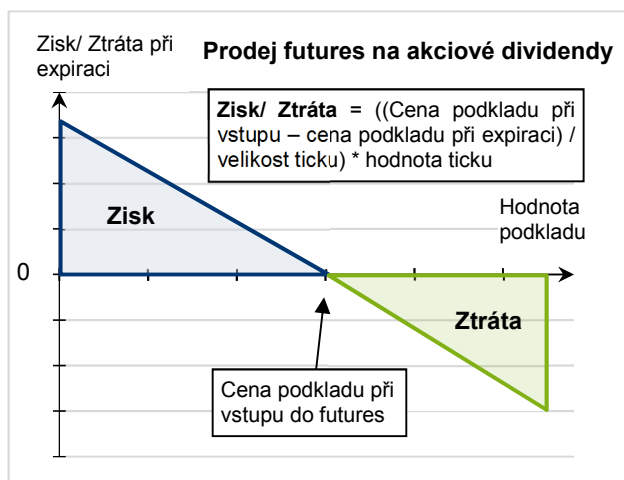 Zisk/ Ztráta při
expiraci
Prodej futures na akciové dividendy
Zisk/ Ztráta = ((Cena podkladu při
vstupu – cena podkladu při expiraci) /
velikost ticku) * hodnota ticku
Zisk
Hodnota
podkladu
0
Ztráta
Cena podkladu při
vstupu do futures